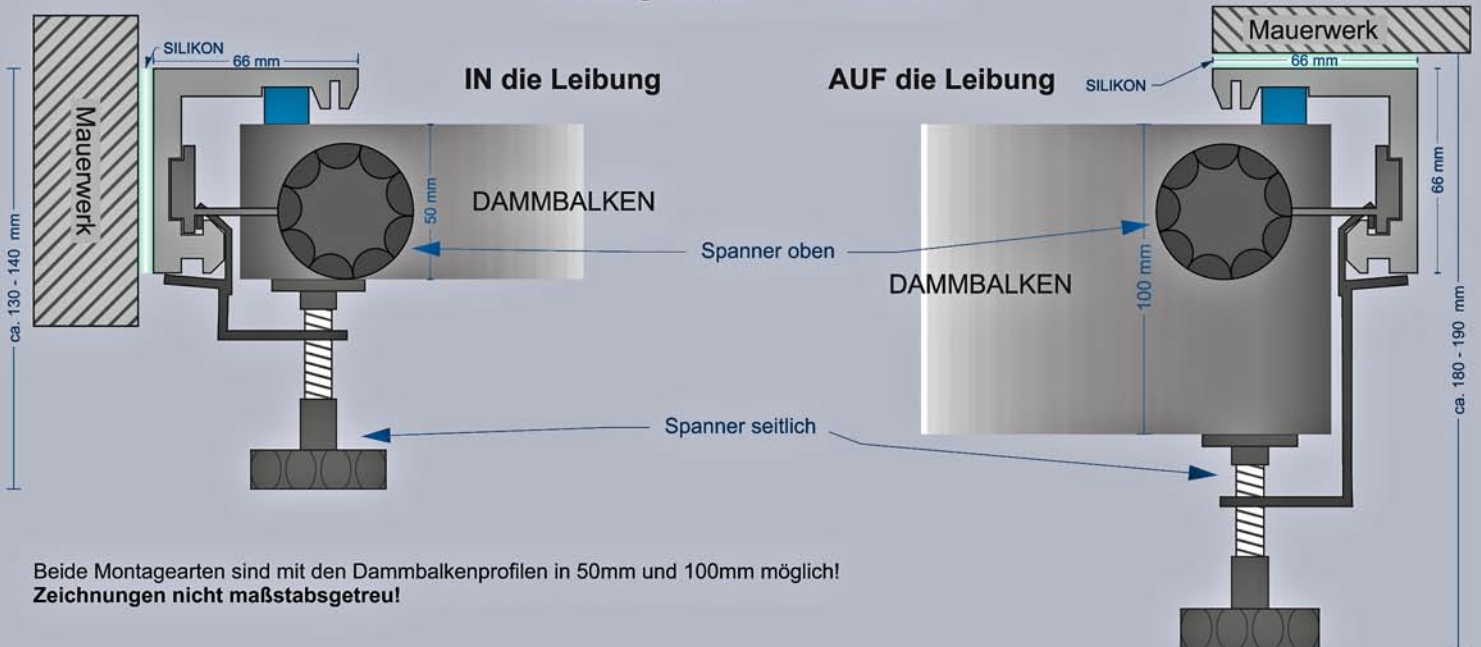 Mauerwerk
SILIKON
66 mm
IN die Leibung
AUF die Leibung
SILIKON
66 mm
Mauerwerk
Mauerwerk
ca. 130 - 140 mm
50 mm
DAMMBALKEN
Spanner oben
DAMMBALKEN
100 mm
66 mm
ca. 180 - 190 mm
Spanner seitlich
Beide Montagearten sind mit den Dammbalkenprofilen in 50mm und 100mm möglich!
Zeichnungen nicht maßstabsgetreu!